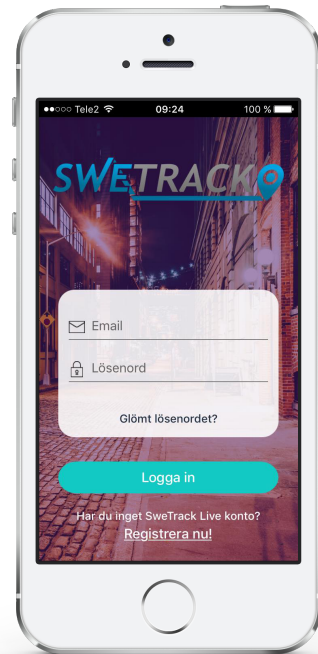 Tele2 09:24 100 %
SWETRACK
Email
Lösenord
Glömt lösenordet?
Logga in
Har du inget SweTrack Live konto?
Registrera nu!